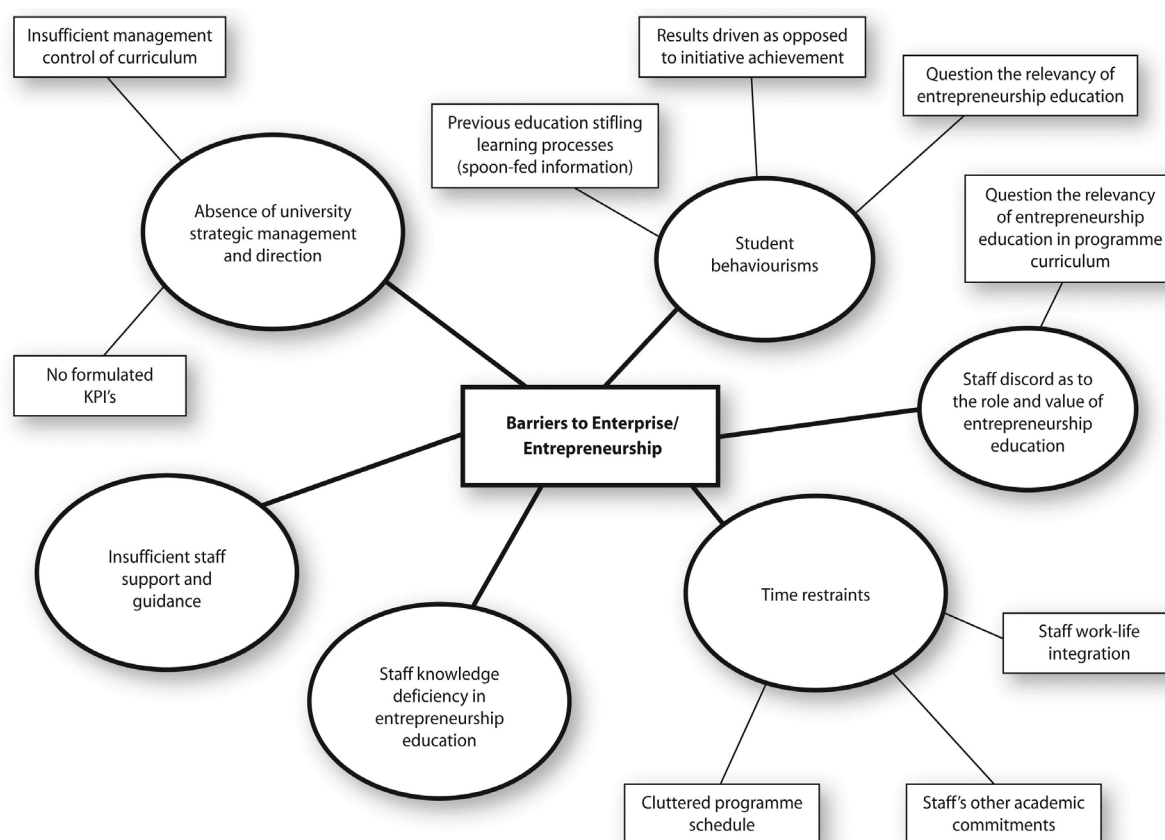 Insufficient management
control of curriculum
Results driven as opposed
to initiative achievement
Question the relevancy of
entrepreneurship education
Previous education stifling
learning processes
(spoon-fed information)
Question the relevancy
of entrepreneurship
education in programme
curriculum
Absence of university
strategic management
and direction
Student
behaviourisms
No formulated
KPI's
Staff discord as to
the role and value of
entrepreneurship
education
Barriers to Enterprise/
Entrepreneurship
Insufficient staff
support and
guidance
Time restraints
Staff work-life
integration
Staff knowledge
deficiency in
entrepreneurship
education
Cluttered programme
schedule
Staff's other academic
commitments